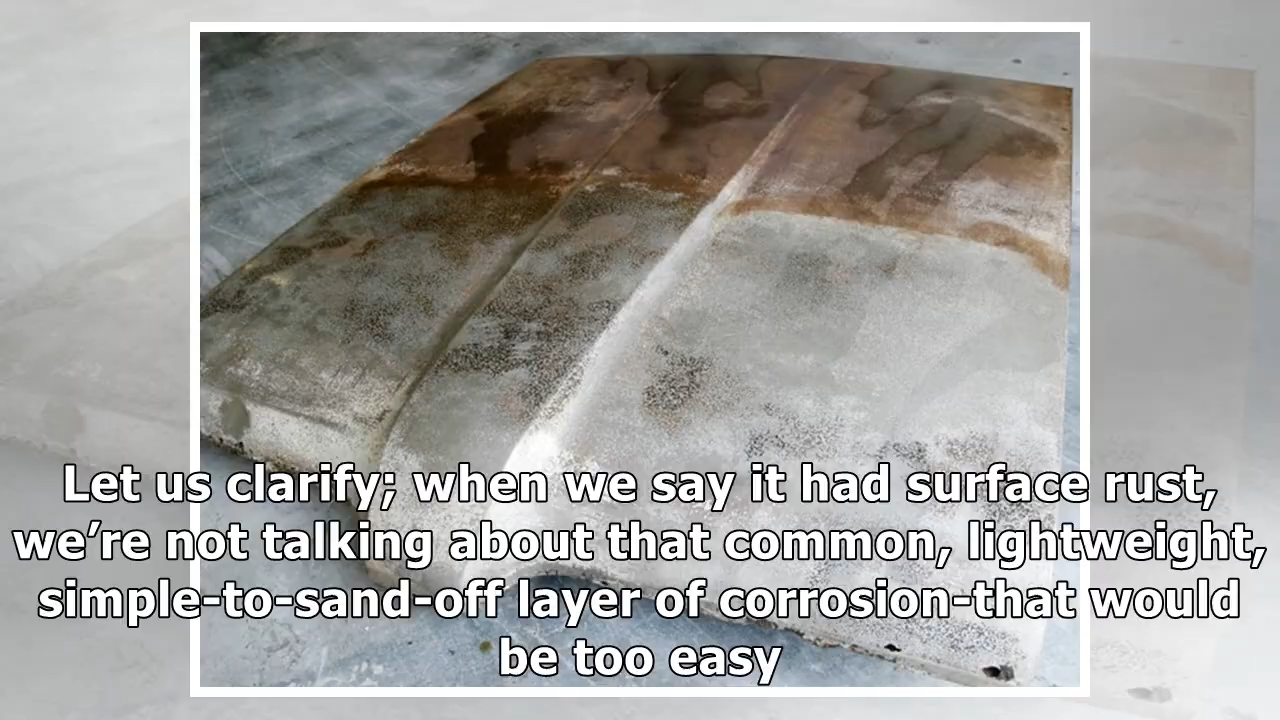 Let us clarify; when we say it had surface rust,
we’re not talking about that common, lightweight,
simple-to-sand-off layer of corrosion-that would
be too easy